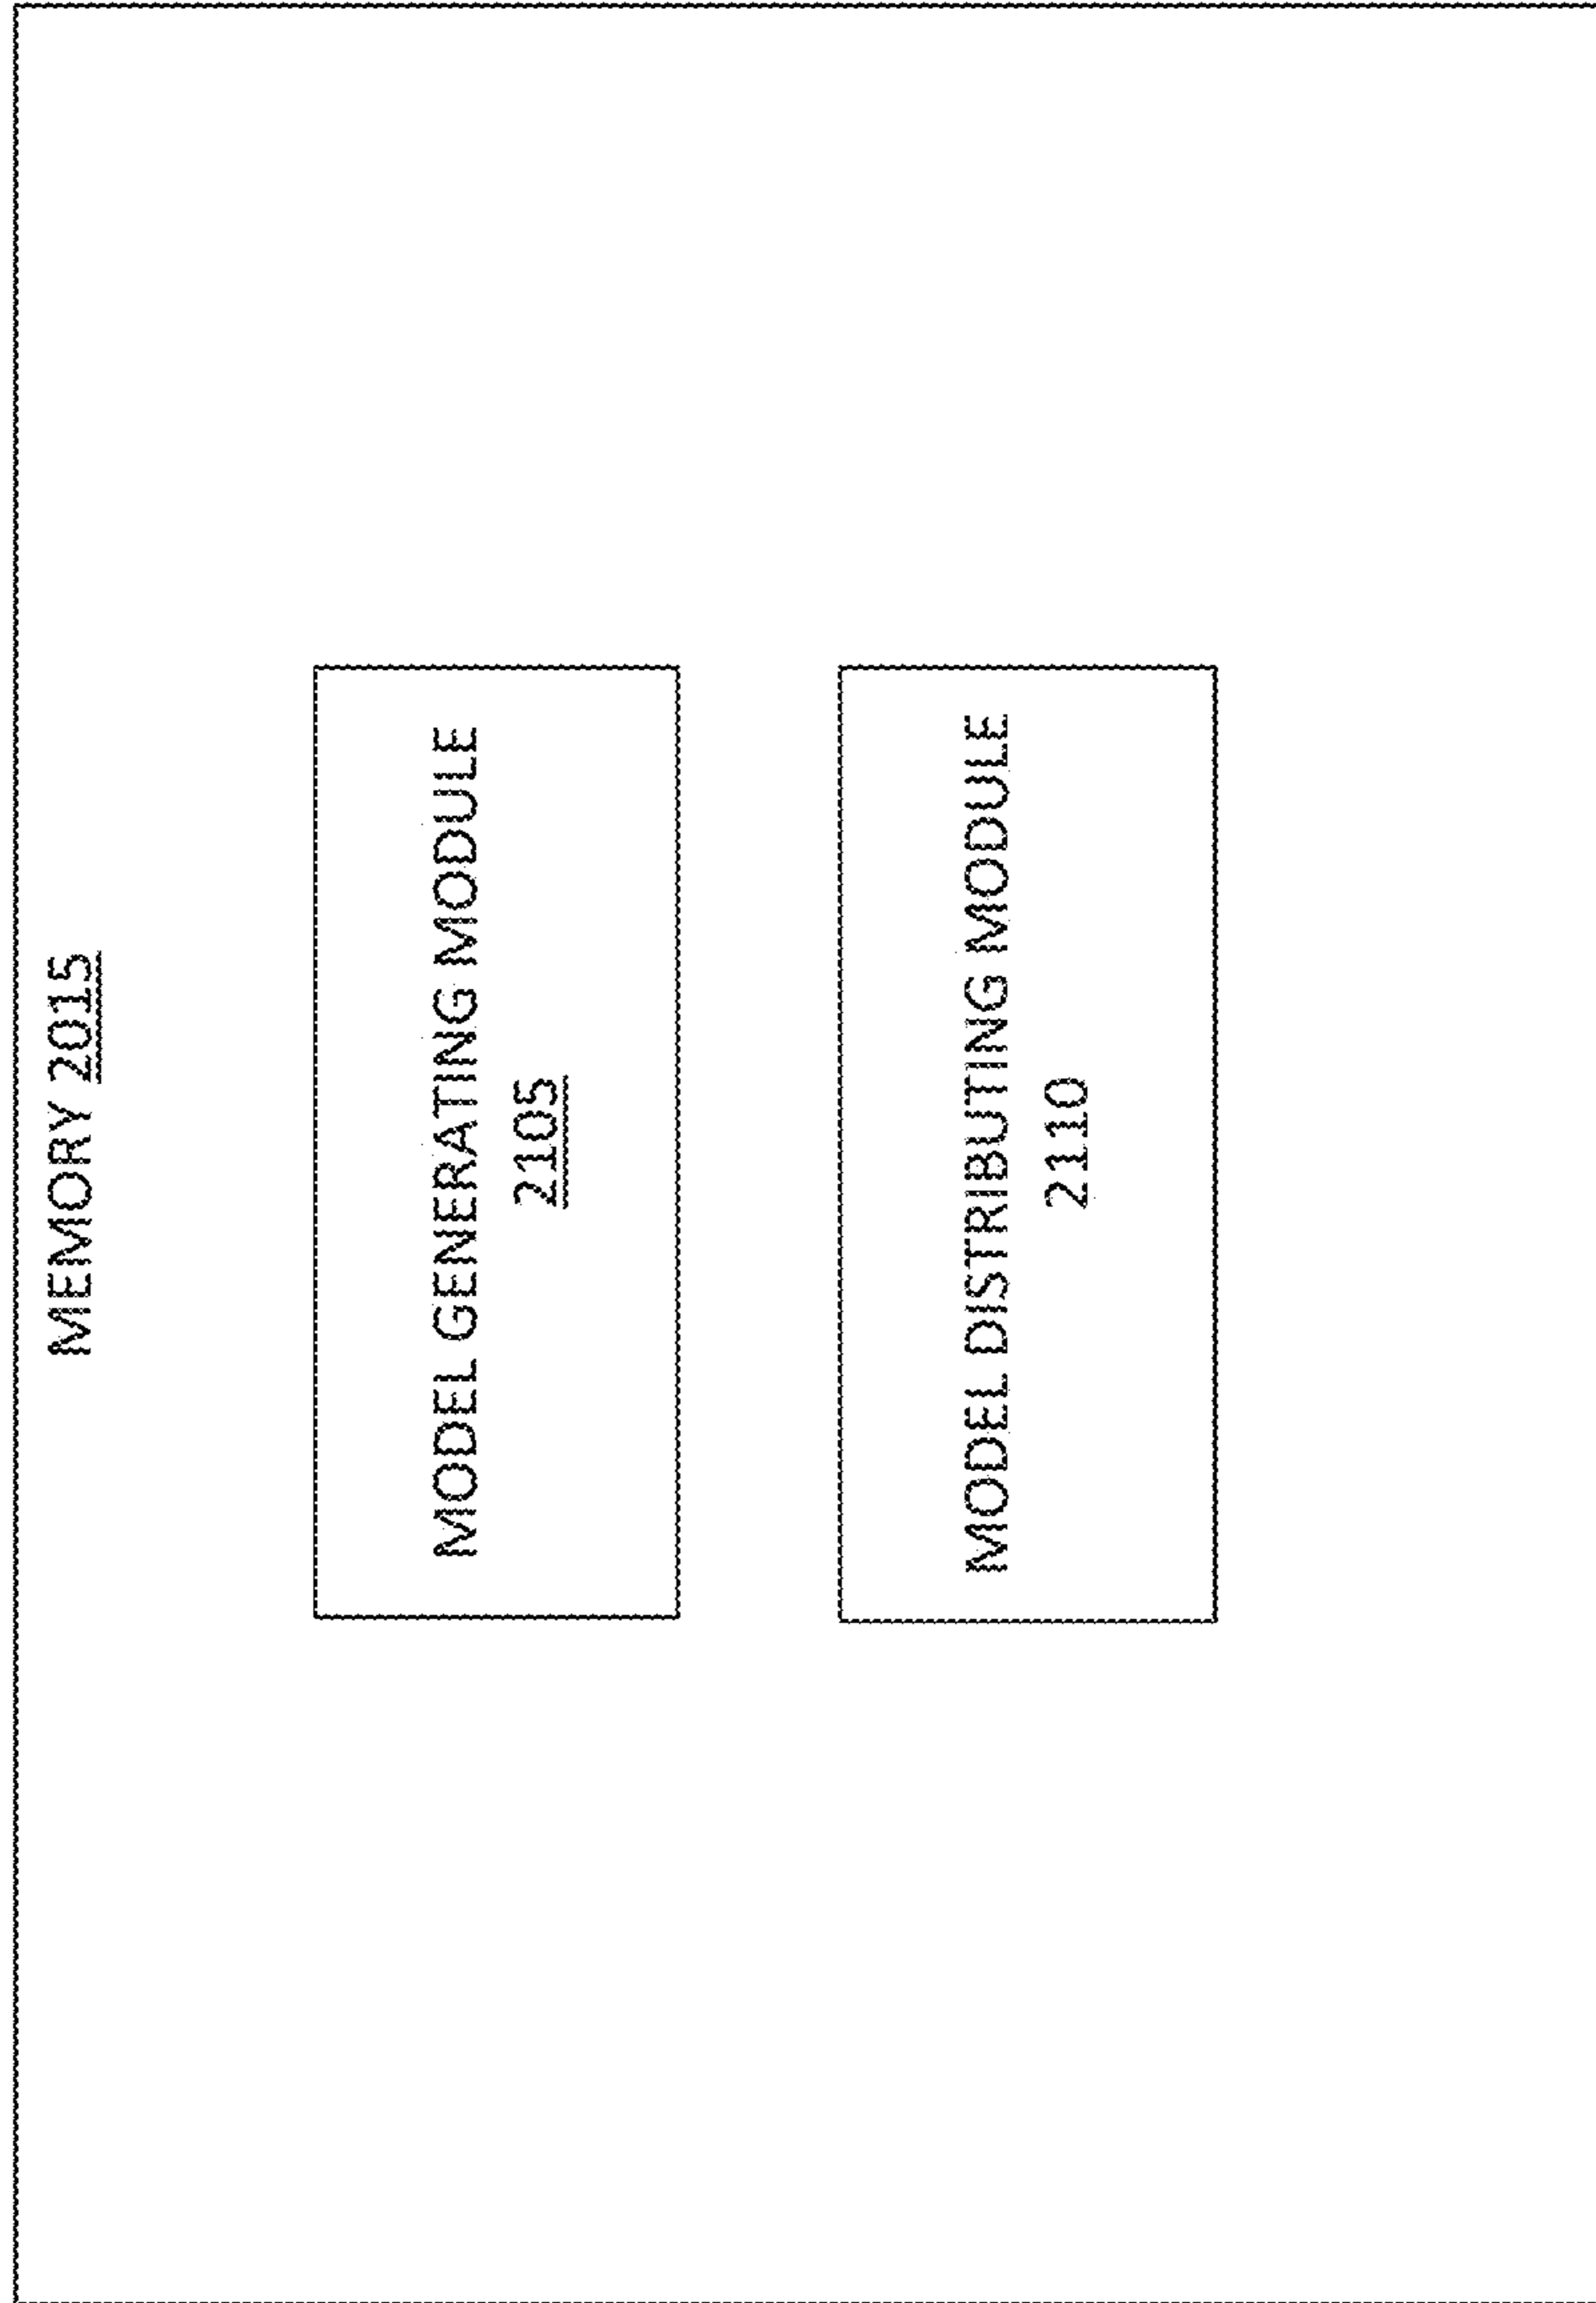 MEMORY 2015
MODEL GENERATING MODULE
2105
MODEL DISTRIBUTING MODULE
2110